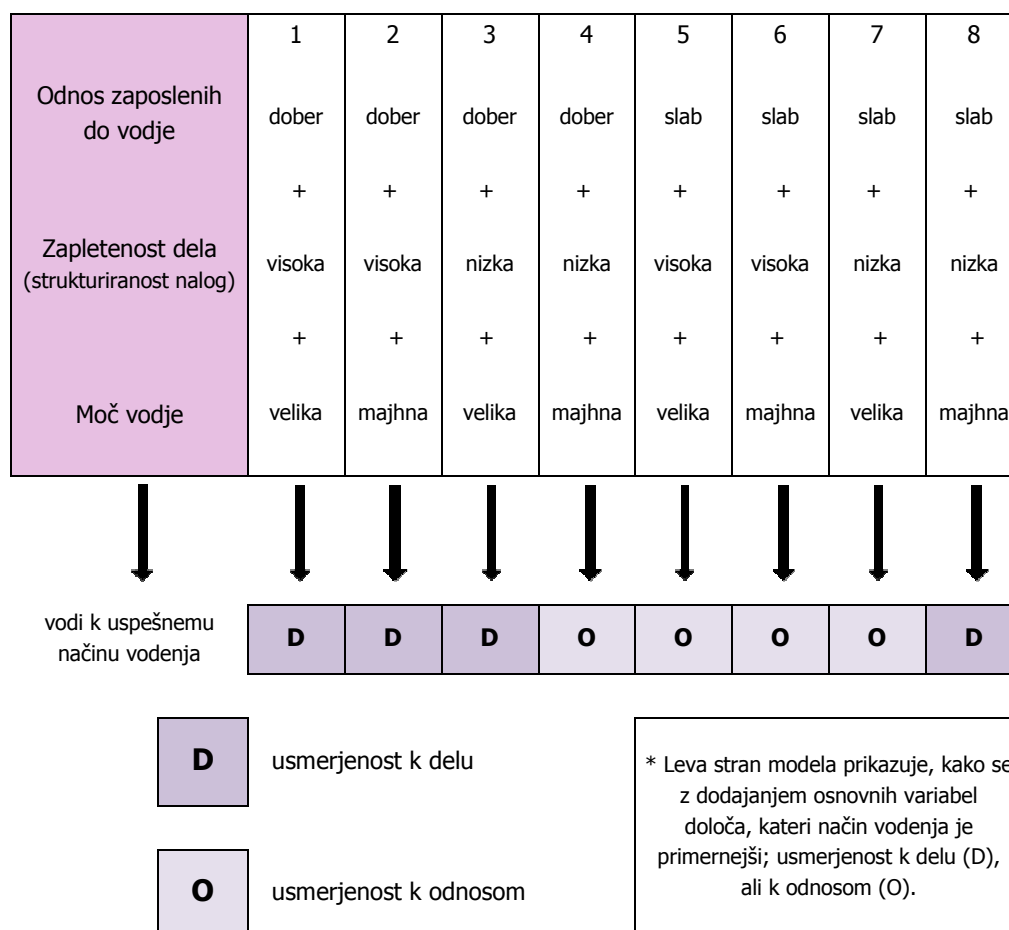 1 2 3 4 5 6 7 8
Odnos zaposlenih
do vodje
dober dober dober dober slab slab slab slab
+ + + + + + + +
Zapletenost dela
(strukturiranost nalog)
visoka visoka nizka nizka visoka visoka nizka nizka
+ + + + + + + +
Moč vodje velika majhna velika majhna velika majhna velika majhna
vodi k uspešnemu
načinu vodenja
D D D O O O O D
D usmerjenost k delu
O usmerjenost k odnosom
* Leva stran modela prikazuje, kako se
z dodajanjem osnovnih variabel
določa, kateri način vodenja je
primernejši; usmerjenost k delu (D),
ali k odnosom (O).